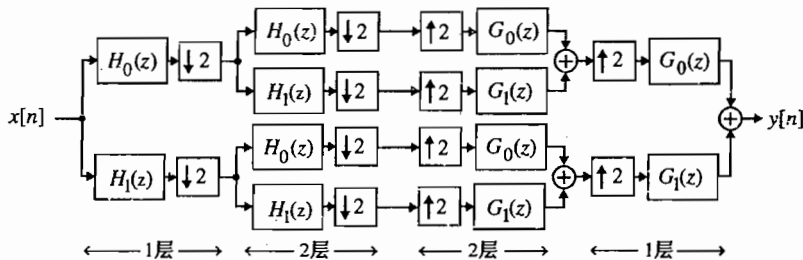 H₀(z) ↓2 ↑2 G₀(z)
H₀(z) ↓2 ↑2 G₀(z)
H₁(z) ↓2 ↑2 G₁(z)
x[n] y[n]
H₀(z) ↓2 ↑2 G₀(z)
H₁(z) ↓2 ↑2 G₁(z)
H₁(z) ↓2 ↑2 G₁(z)
1层 2层 2层 1层